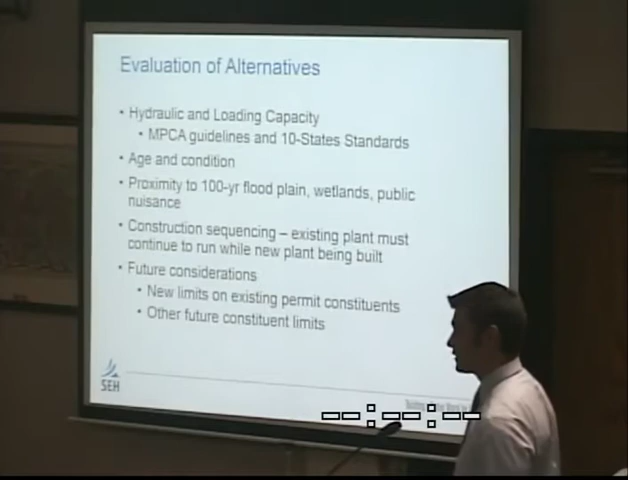 Evaluation of Alternatives
• Hydraulic and Loading Capacity
• MPCA guidelines and 10-States Standards
• Age and condition
• Proximity to 100-yr flood plain, wetlands, public
nuisance
• Construction sequencing – existing plant must
continue to run while new plant being built
• Future considerations
• New limits on existing permit constituents
• Other future constituent limits
SEH
--:--:--